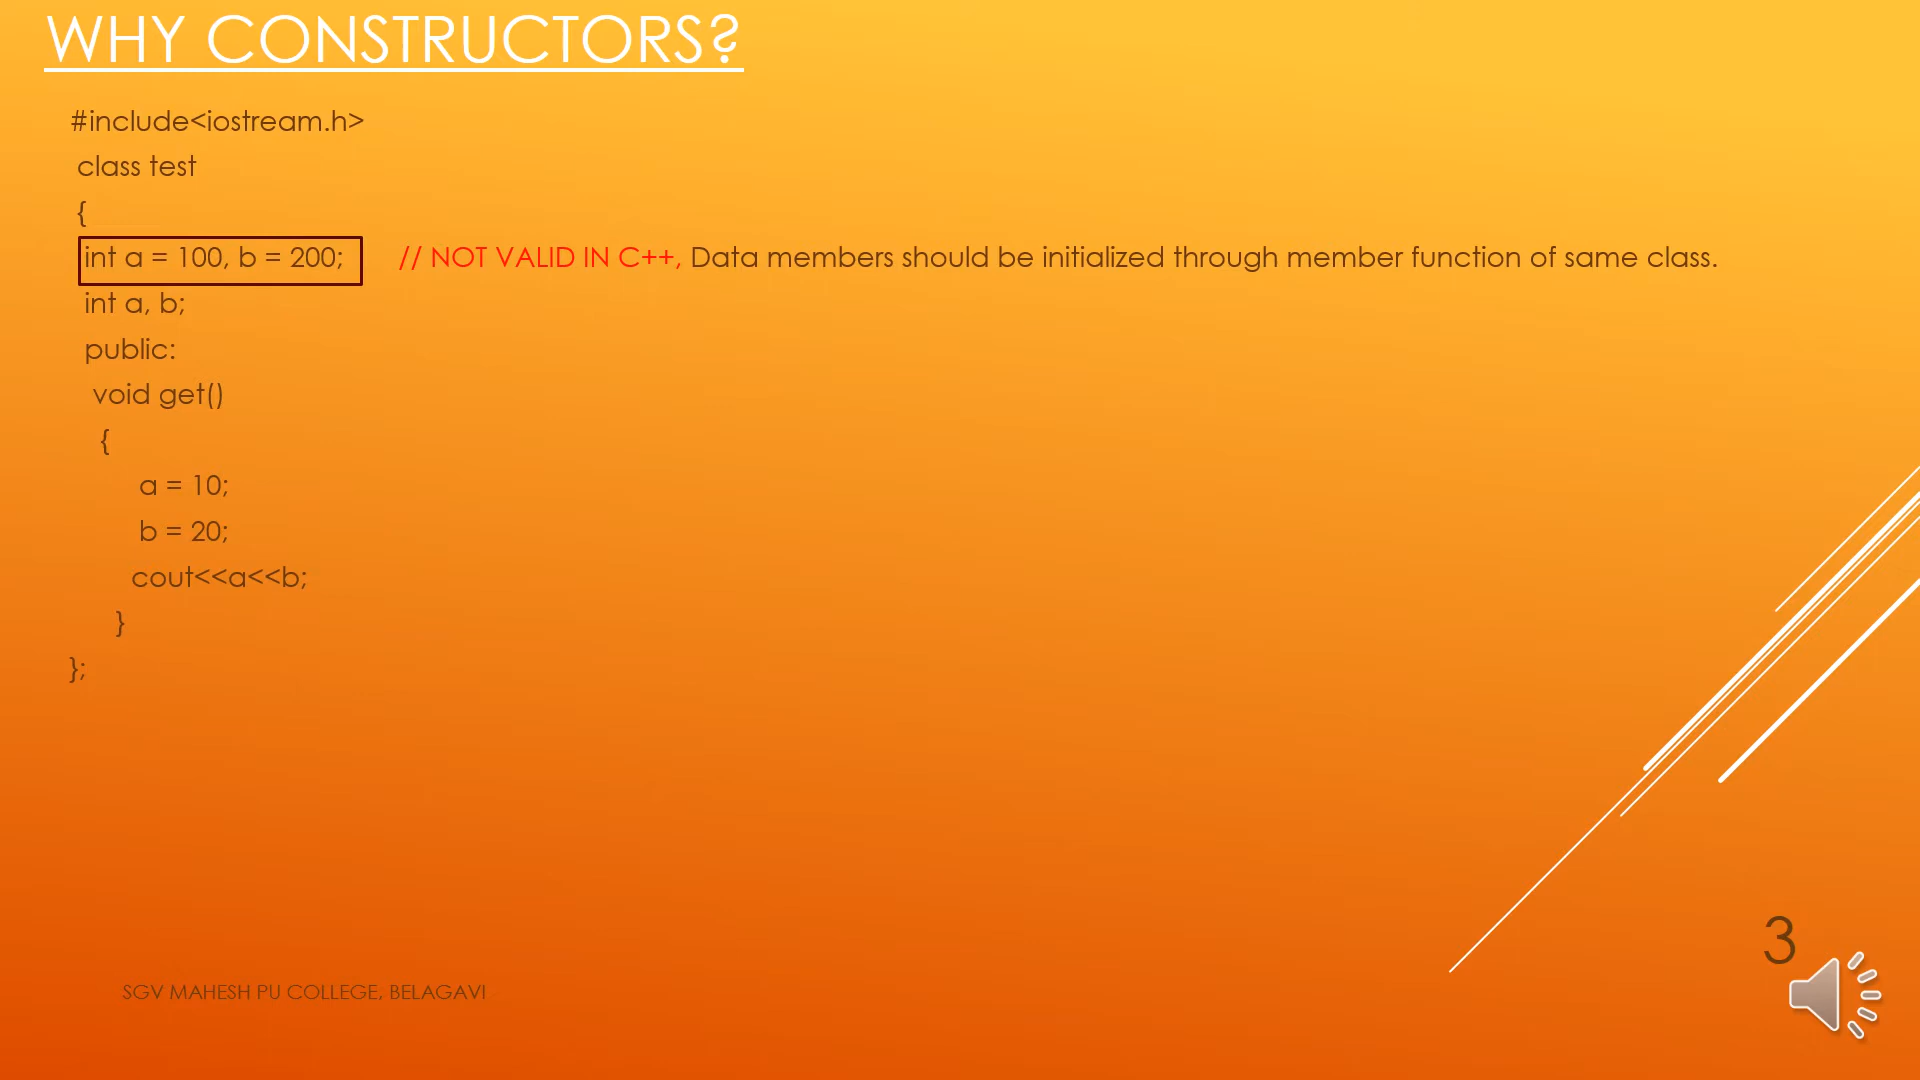 WHY CONSTRUCTORS?
#include<iostream.h>
class test
{
int a = 100, b = 200; // NOT VALID IN C++, Data members should be initialized through member function of same class.
int a, b;
public:
void get()
{
a = 10;
b = 20;
cout<<a<<b;
}
};
3
SGV MAHESH PU COLLEGE, BELAGAVI